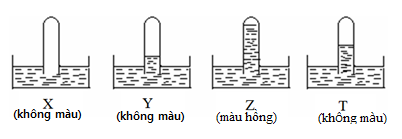 X Y Z T
(không màu) (không màu) (màu hồng) (không màu)